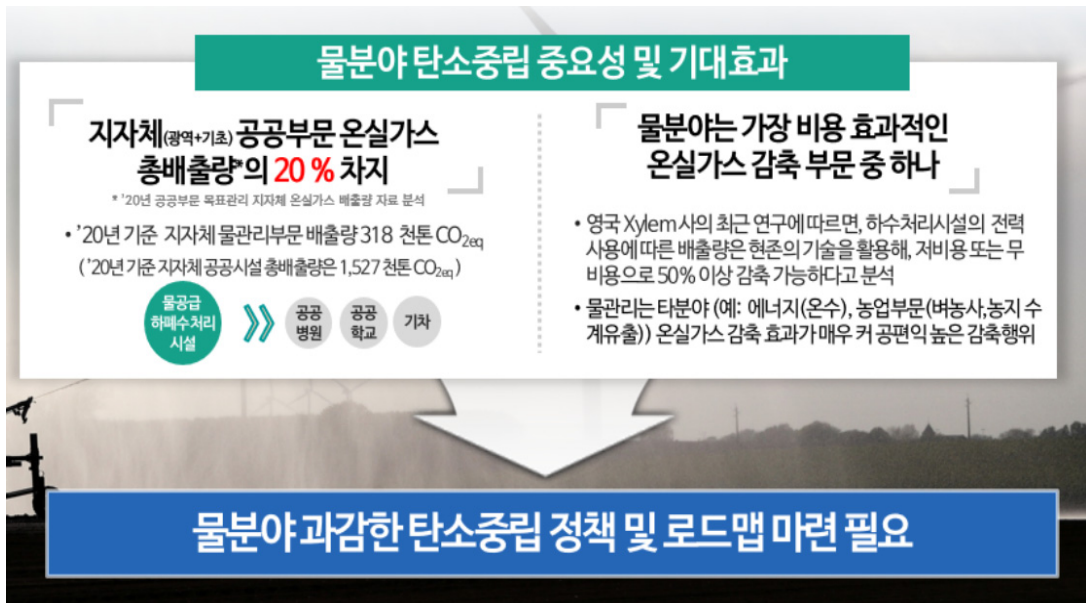 물분야 탄소중립 중요성 및 기대효과
지자체(광역+기초) 공공부문 온실가스
총배출량*의 20 % 차지
* '20년 공공부문 목표관리 지자체 온실가스 배출량 자료 분석
• '20년 기준 지자체 물관리부문 배출량 318 천톤 CO2eq
( '20년 기준 지자체 공공시설 총배출량은 1,527 천톤 CO2eq )
물공급
하폐수처리
시설
공공
병원
공공
학교
기차
물분야는 가장 비용 효과적인
온실가스 감축 부문 중 하나
• 영국 Xylem 사의 최근 연구에 따르면, 하수처리시설의 전력
사용에 따른 배출량은 현존의 기술을 활용해, 저비용 또는 무
비용으로 50% 이상 감축 가능하다고 분석
• 물관리는 타분야 (예: 에너지(온수), 농업부문(벼농사,농지 수
계유출)) 온실가스 감축 효과가 매우 커 공편익 높은 감축행위
물분야 과감한 탄소중립 정책 및 로드맵 마련 필요